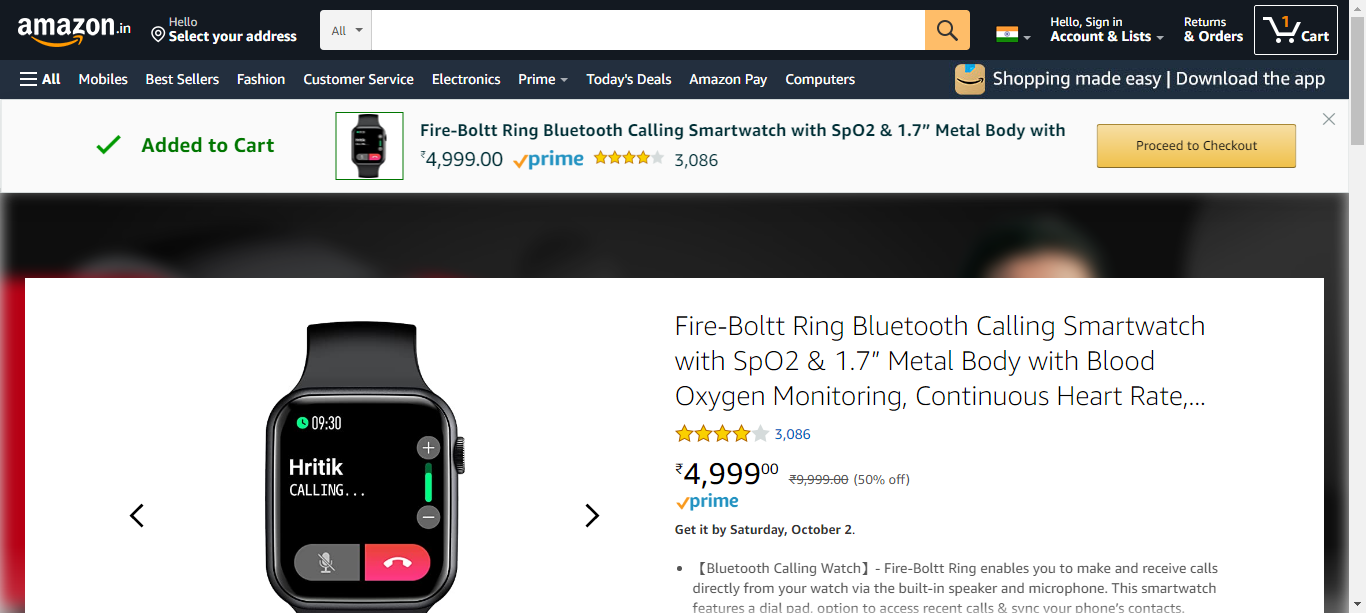 amazon.in
Hello
Select your address
All
Hello, Sign in
Account & Lists
Returns
& Orders
1
Cart
All Mobiles Best Sellers Fashion Customer Service Electronics Prime Today's Deals Amazon Pay Computers
Shopping made easy | Download the app
Added to Cart
Fire-Boltt Ring Bluetooth Calling Smartwatch with SpO2 & 1.7” Metal Body with
₹4,999.00 prime 3,086
Proceed to Checkout
09:30
Hritik
CALLING...
Fire-Boltt Ring Bluetooth Calling Smartwatch
with SpO2 & 1.7” Metal Body with Blood
Oxygen Monitoring, Continuous Heart Rate,...
3,086
₹4,99900 ₹9,999.00 (50% off)
prime
Get it by Saturday, October 2.
• 【Bluetooth Calling Watch】- Fire-Boltt Ring enables you to make and receive calls
directly from your watch via the built-in speaker and microphone. This smartwatch
features a dial pad, option to access recent calls & sync your phone's contacts.